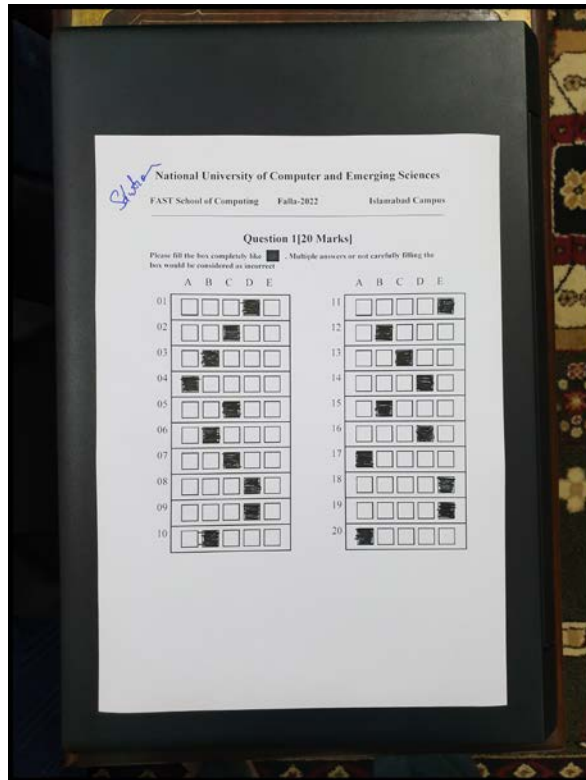 Solution
National University of Computer and Emerging Sciences
FAST School of Computing Falla-2022 Islamabad Campus
Question 1[20 Marks]
Please fill the box completely like . Multiple answers or not carefully filling the
box would be considered as incorrect
A B C D E A B C D E
01 11
02 12
03 13
04 14
05 15
06 16
07 17
08 18
09 19
10 20